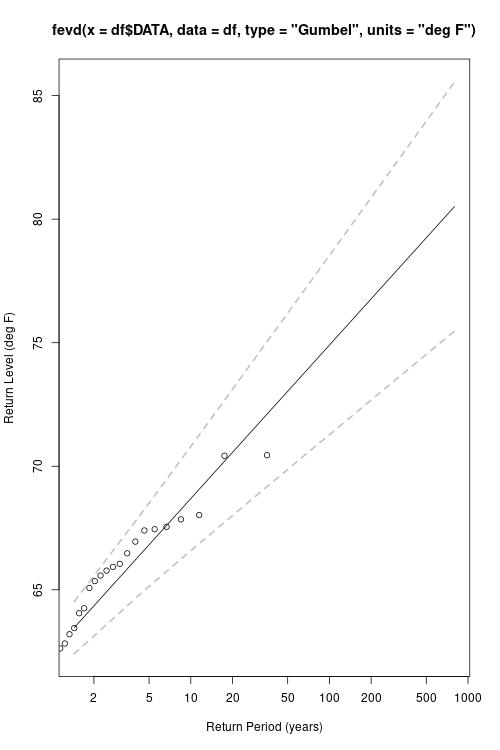 fevd(x = df$DATA, data = df, type = "Gumbel", units = "deg F")
85
80
75
70
65
Return Level (deg F)
2 5 10 20 50 100 200 500 1000
Return Period (years)